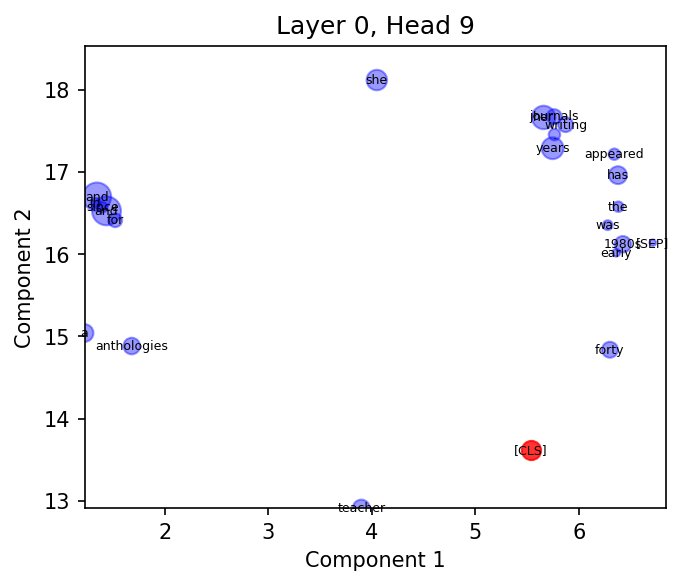 Layer 0, Head 9
she
journals
writing
years
appeared
has
and
since
and
for
the
was
1980s
[SEP]
early
a
anthologies
forty
[CLS]
teacher
18
17
16
15
14
13
2
3
4
5
6
Component 1
Component 2